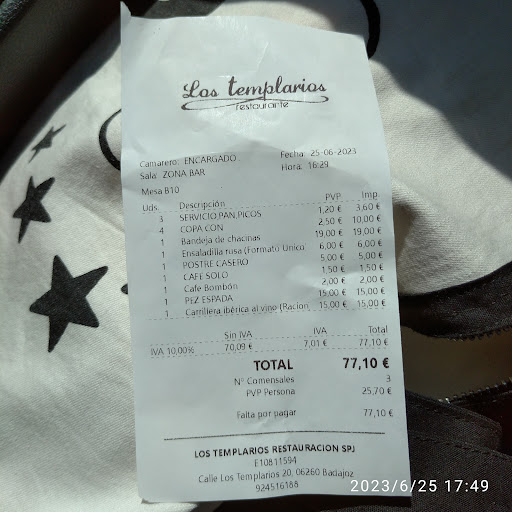 Los templarios
restaurante
Camarero: ENCARGADO Fecha: 25-06-2023
Sala: ZONA BAR Hora: 16:29
Mesa B10
Uds. Descripción PVP Imp.
3 SERVICIO PAN,PICOS 1,20 € 3,60 €
4 COPA CON 2,50 € 10,00 €
1 Bandeja de chacinas 19,00 € 19,00 €
1 Ensaladilla rusa (Formato Unico 6,00 € 6,00 €
1 POSTRE CASERO 5,00 € 5,00 €
1 CAFE SOLO 1,50 € 1,50 €
1 Cafe Bombón 2,00 € 2,00 €
1 PEZ ESPADA 15,00 € 15,00 €
1 Carrillera ibérica al vino (Racion 15,00 € 15,00 €
Sin IVA IVA Total
IVA 10,00% 70,09 € 7,01 € 77,10 €
TOTAL 77,10 €
Nº Comensales 3
PVP Persona 25,70 €
Falta por pagar 77,10 €
LOS TEMPLARIOS RESTAURACION SPJ
E10811594
Calle Los Templarios 20, 06260 Badajoz
924516188
2023/6/25 17:49